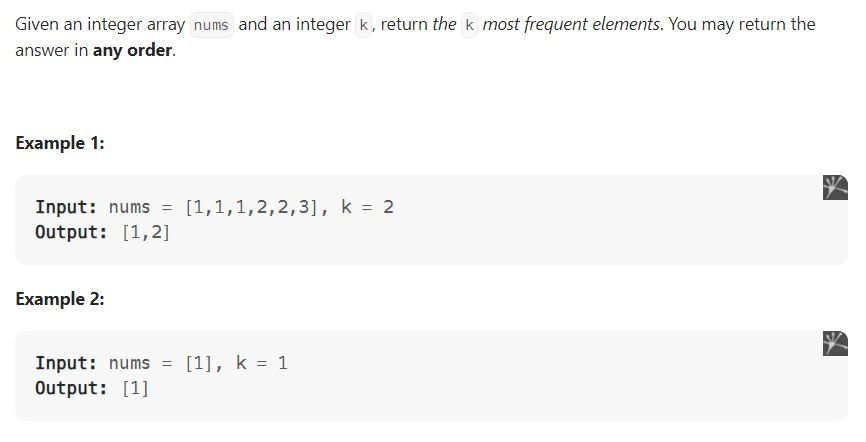 Given an integer array nums and an integer k, return the k most frequent elements. You may return the
answer in any order.
Example 1:
Input: nums = [1,1,1,2,2,3], k = 2
Output: [1,2]
Example 2:
Input: nums = [1], k = 1
Output: [1]